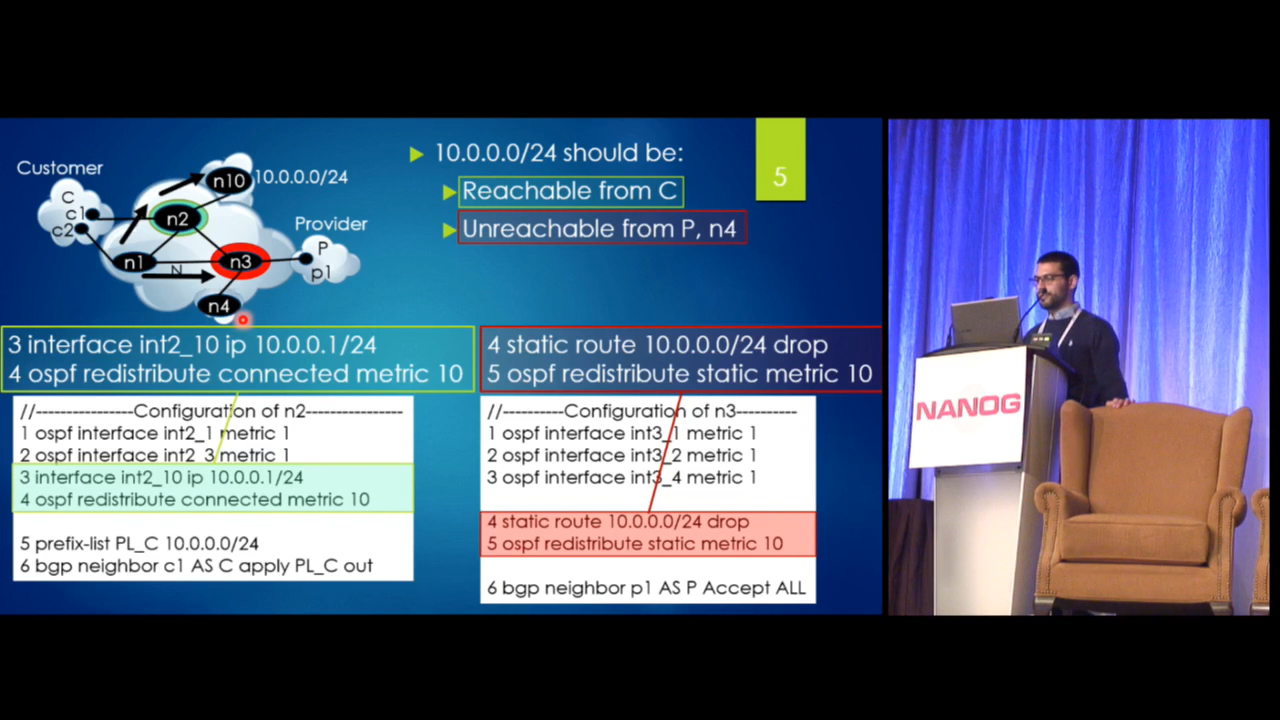 Customer
C
c1
c2
n10
10.0.0.0/24
n2
Provider
n1
N
n3
P
p1
n4
10.0.0.0/24 should be:
Reachable from C
Unreachable from P, n4
5
3 interface int2_10 ip 10.0.0.1/24
4 ospf redistribute connected metric 10
4 static route 10.0.0.0/24 drop
5 ospf redistribute static metric 10
//----------------Configuration of n2----------------
1 ospf interface int2_1 metric 1
2 ospf interface int2_3 metric 1
3 interface int2_10 ip 10.0.0.1/24
4 ospf redistribute connected metric 10
5 prefix-list PL_C 10.0.0.0/24
6 bgp neighbor c1 AS C apply PL_C out
//----------Configuration of n3----------
1 ospf interface int3_1 metric 1
2 ospf interface int3_2 metric 1
3 ospf interface int3_4 metric 1
4 static route 10.0.0.0/24 drop
5 ospf redistribute static metric 10
6 bgp neighbor p1 AS P Accept ALL
NANOG